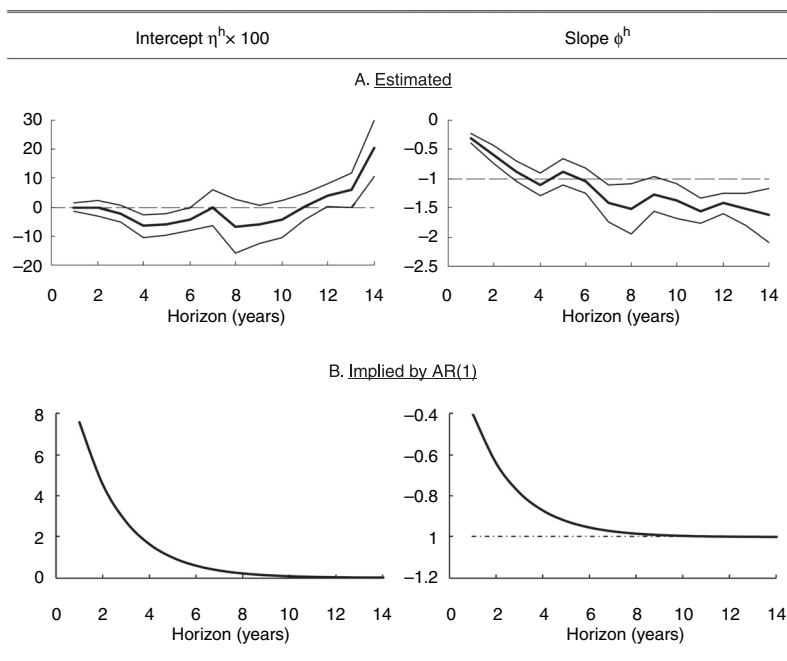 Intercept η^h × 100 Slope φ^h
A. Estimated
30
20
10
0
−10
−20
0 2 4 6 8 10 12 14
Horizon (years)
0
−0.5
−1
−1.5
−2
−2.5
0 2 4 6 8 10 12 14
Horizon (years)
B. Implied by AR(1)
8
6
4
2
0
0 2 4 6 8 10 12 14
Horizon (years)
−0.4
−0.6
−0.8
1
−1.2
0 2 4 6 8 10 12 14
Horizon (years)